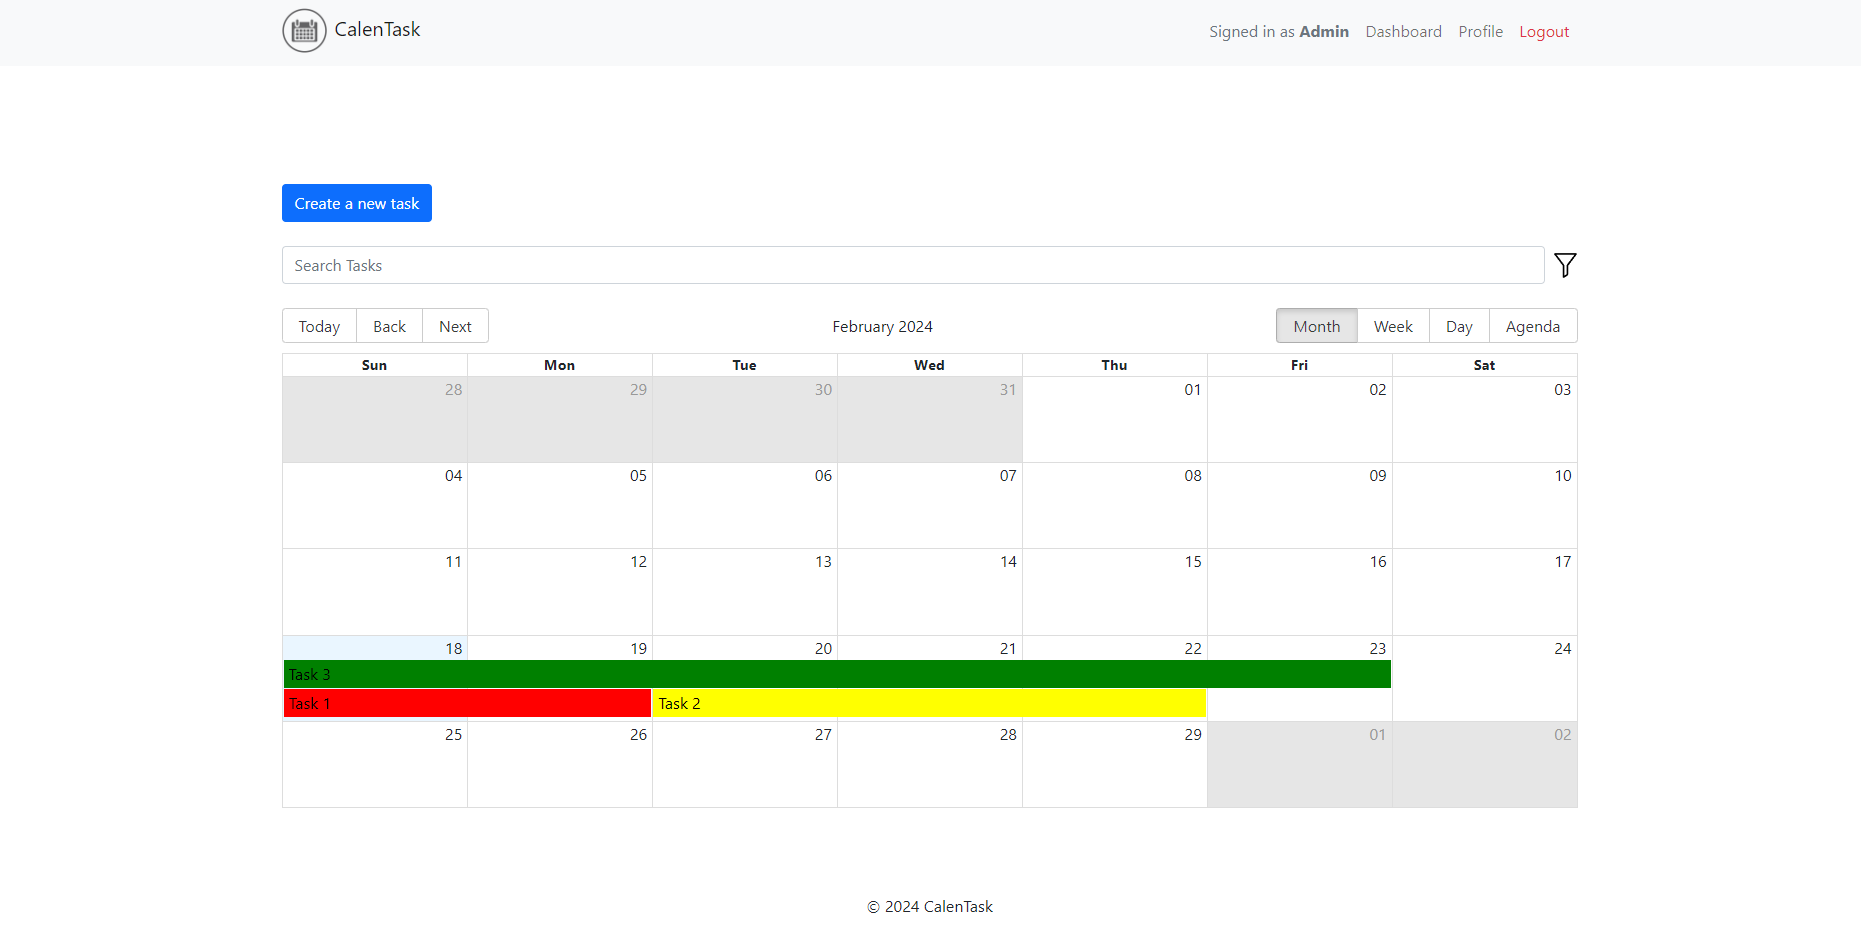 CalenTask
Signed in as Admin Dashboard Profile Logout
Create a new task
Search Tasks
Today Back Next February 2024 Month Week Day Agenda
Sun Mon Tue Wed Thu Fri Sat
28 29 30 31 01 02 03
04 05 06 07 08 09 10
11 12 13 14 15 16 17
18 19 20 21 22 23 24
Task 3
Task 1 Task 2
25 26 27 28 29 01 02
© 2024 CalenTask